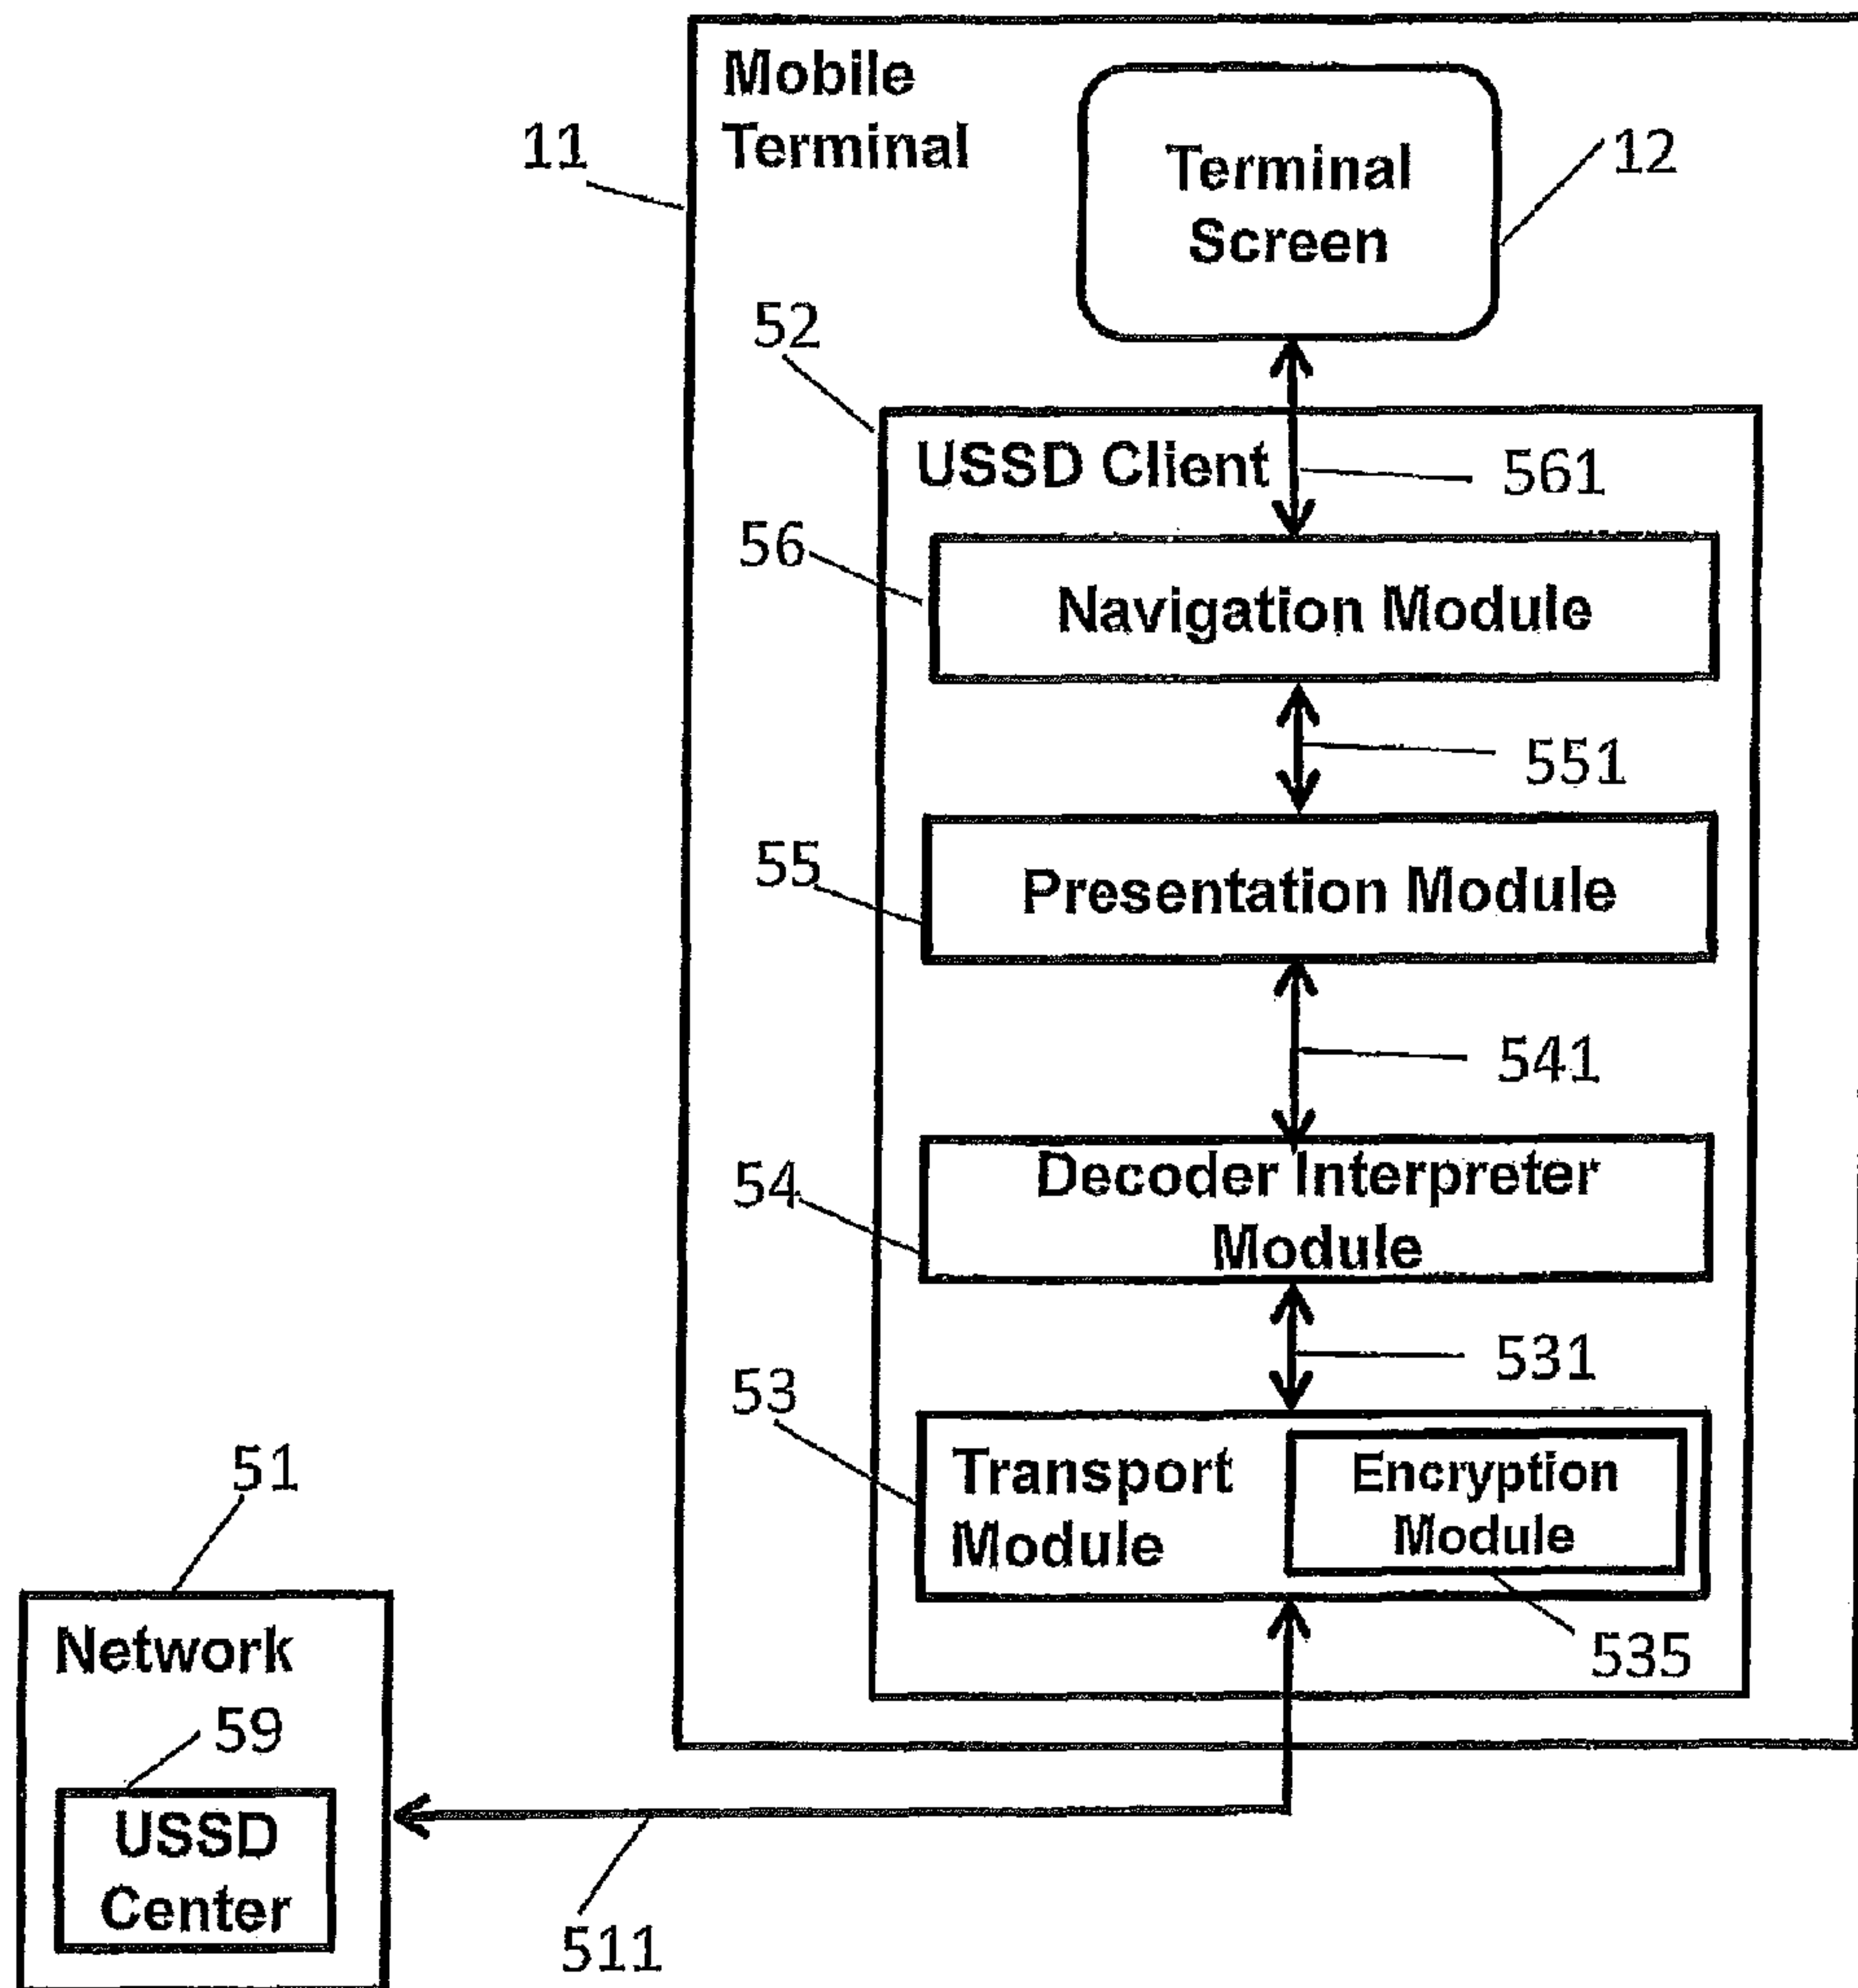 Mobile
Terminal
11
Terminal
Screen
12
52
USSD Client
561
56
Navigation Module
551
55
Presentation Module
541
54
Decoder Interpreter
Module
531
53
Transport
Module
Encryption
Module
535
51
Network
59
USSD
Center
511